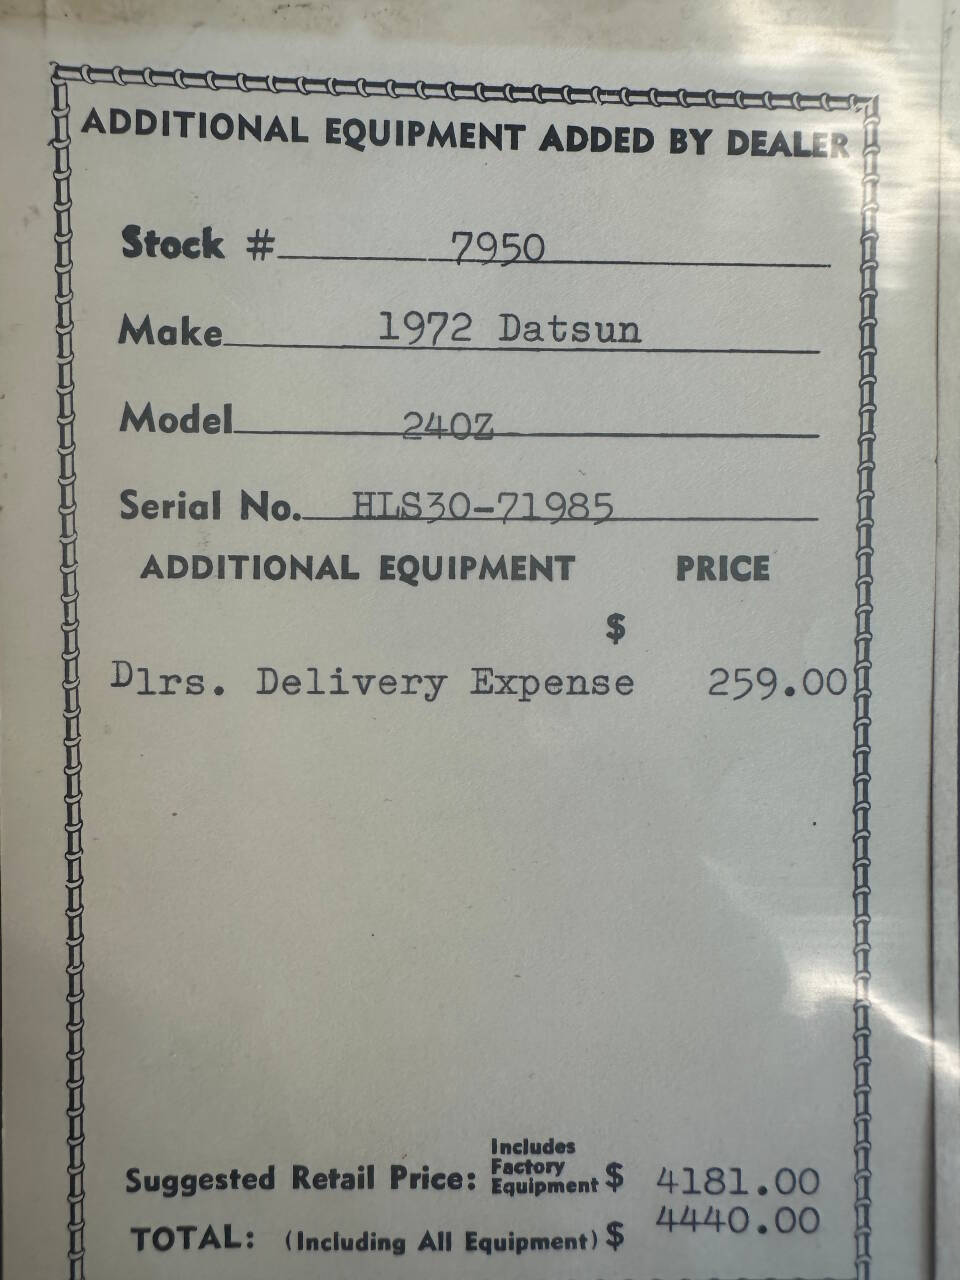 ADDITIONAL EQUIPMENT ADDED BY DEALER
Stock # 7950
Make 1972 Datsun
Model 240Z
Serial No. HLS30-71985
ADDITIONAL EQUIPMENT PRICE
$
Dlrs. Delivery Expense 259.00
Suggested Retail Price: Includes Factory Equipment $ 4181.00
TOTAL: (Including All Equipment) $ 4440.00